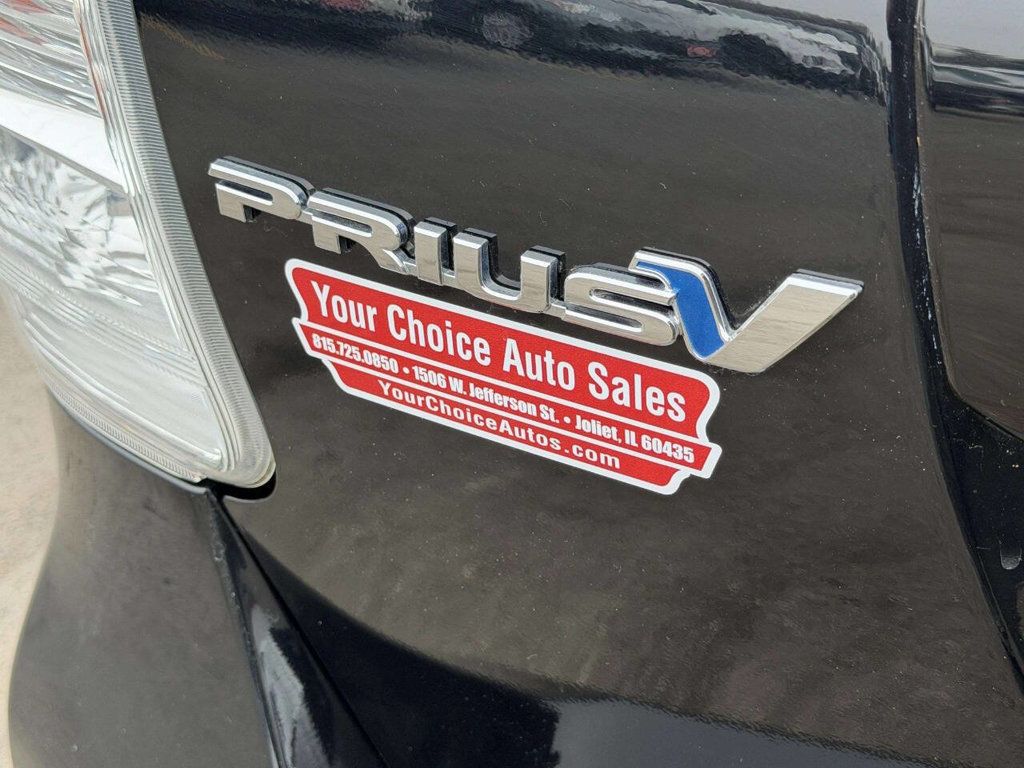 PRIUS V
Your Choice Auto Sales
815.725.0850 • 1506 W. Jefferson St. • Joliet, IL 60435
YourChoiceAutos.com